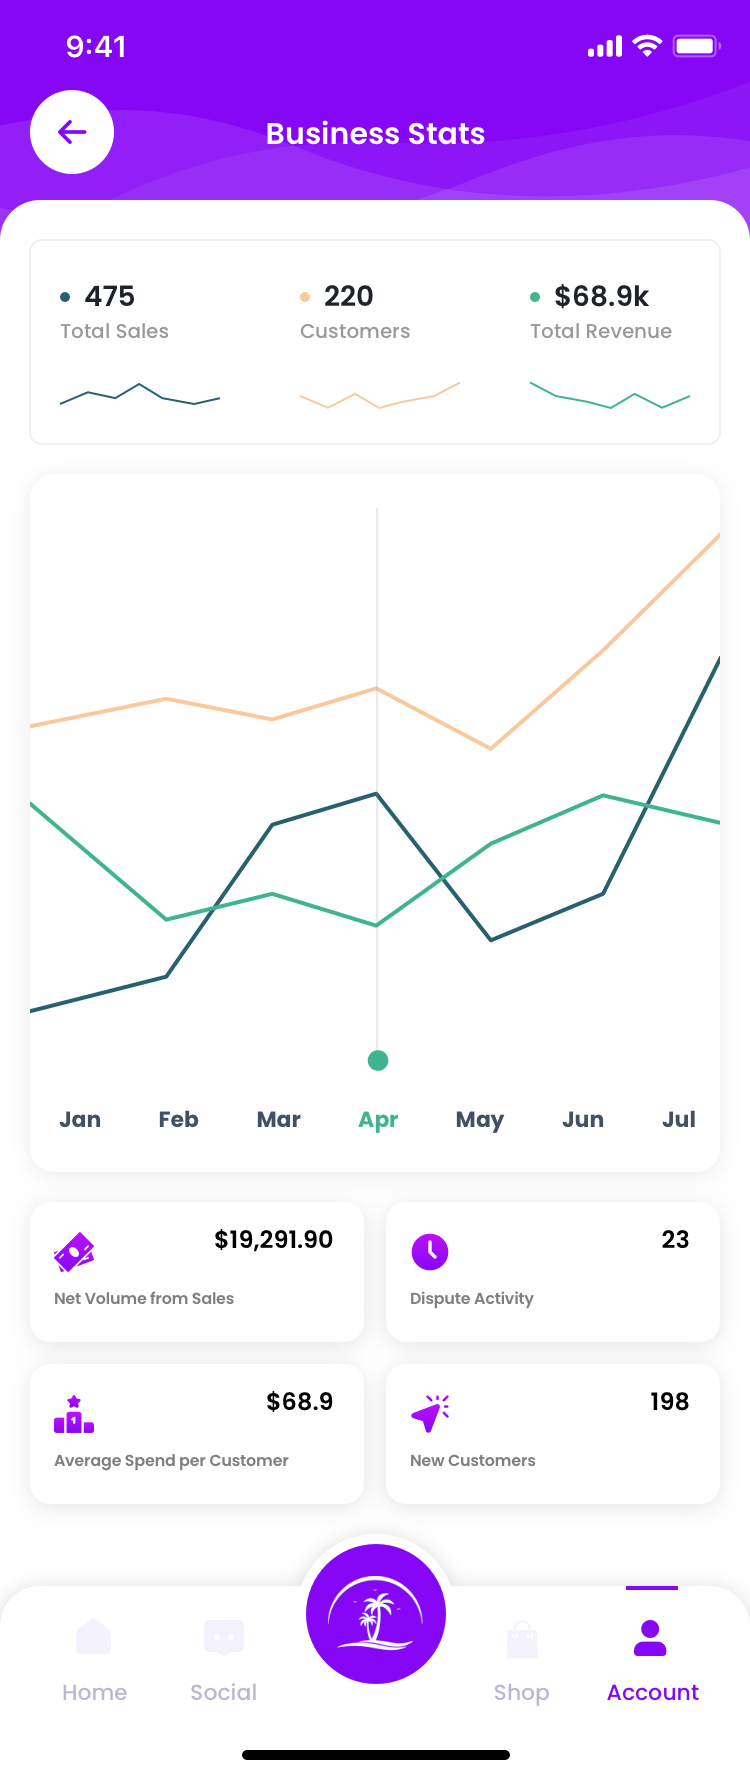 9:41
Business Stats
475
220
$68.9k
Total Sales
Customers
Total Revenue
Jan Feb Mar Apr May Jun Jul
$19,291.90
Net Volume from Sales
23
Dispute Activity
1
$68.9
Average Spend per Customer
198
New Customers
Home
Social
Shop
Account